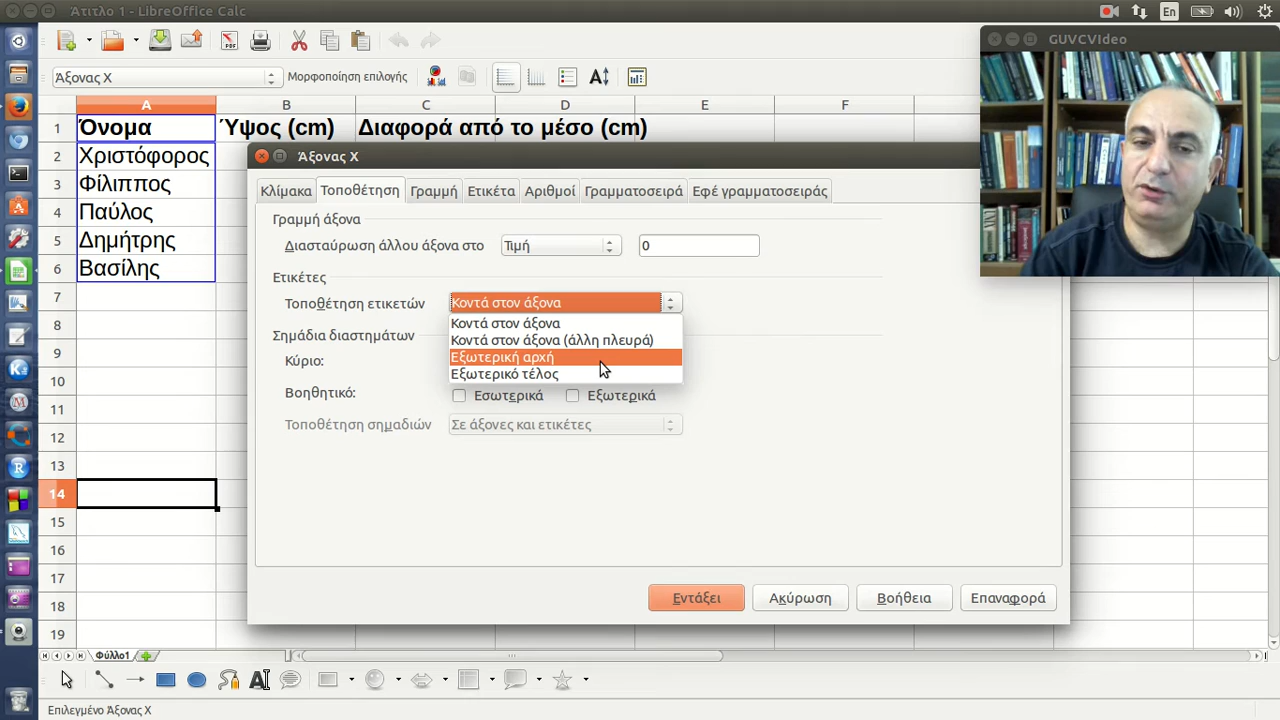 Άτιτλο 1 - LibreOffice Calc
En
GUVCVIdeo
Άξονας Χ
Μορφοποίηση επιλογής
A B C D E F
1 Όνομα Ύψος (cm) Διαφορά από το μέσο (cm)
2 Χριστόφορος
3 Φίλιππος
4 Παύλος
5 Δημήτρης
6 Βασίλης
7
8
9
10
11
12
13
14
15
16
17
18
19
Άξονας Χ
Κλίμακα Τοποθέτηση Γραμμή Ετικέτα Αριθμοί Γραμματοσειρά Εφέ γραμματοσειράς
Γραμμή άξονα
Διασταύρωση άλλου άξονα στο Τιμή 0
Ετικέτες
Τοποθέτηση ετικετών Κοντά στον άξονα
Κοντά στον άξονα
Κοντά στον άξονα (άλλη πλευρά)
Εξωτερική αρχή
Εξωτερικό τέλος
Σημάδια διαστημάτων
Κύριο:
Βοηθητικό: Εσωτερικά Εξωτερικά
Τοποθέτηση σημαδιών Σε άξονες και ετικέτες
Εντάξει Ακύρωση Βοήθεια Επαναφορά
Φύλλο1
Επιλεγμένο Άξονας Χ